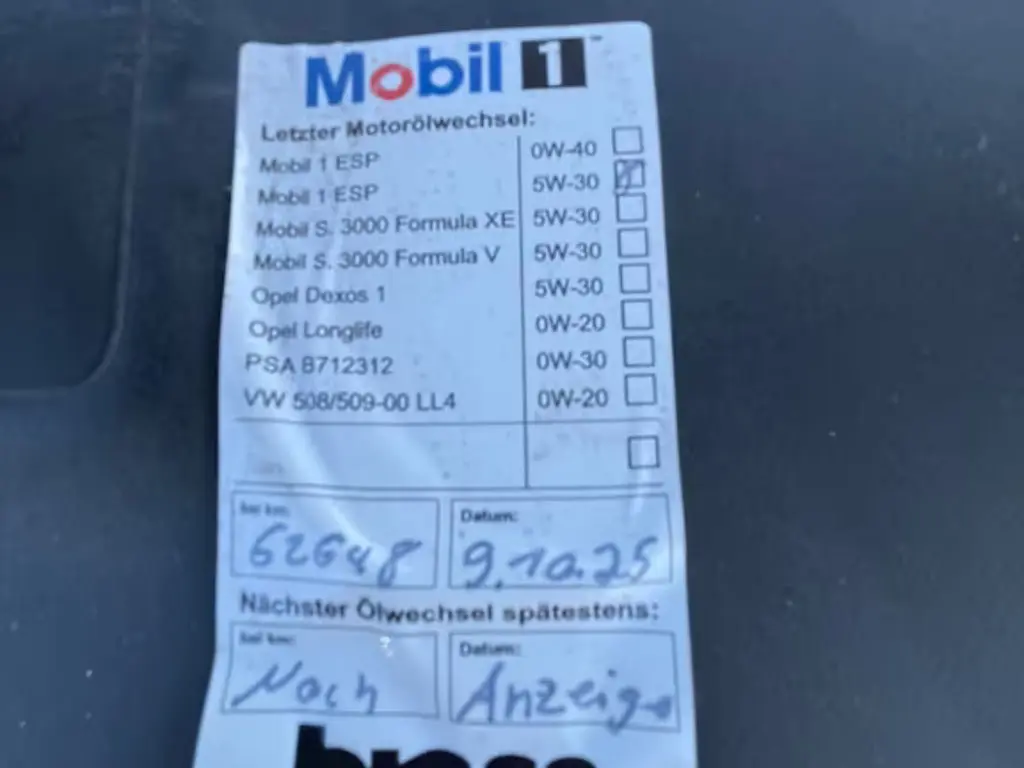 Mobil 1™
Letzter Motorölwechsel:
Mobil 1 ESP 0W-40
Mobil 1 ESP 5W-30
Mobil S. 3000 Formula XE 5W-30
Mobil S. 3000 Formula V 5W-30
Opel Dexos 1 5W-30
Opel Longlife 0W-20
PSA B712312 0W-30
VW 508/509-00 LL4 0W-20
bei km: Datum:
62648 9.10.25
Nächster Ölwechsel spätestens:
bei km: Datum:
Nach Anzeige